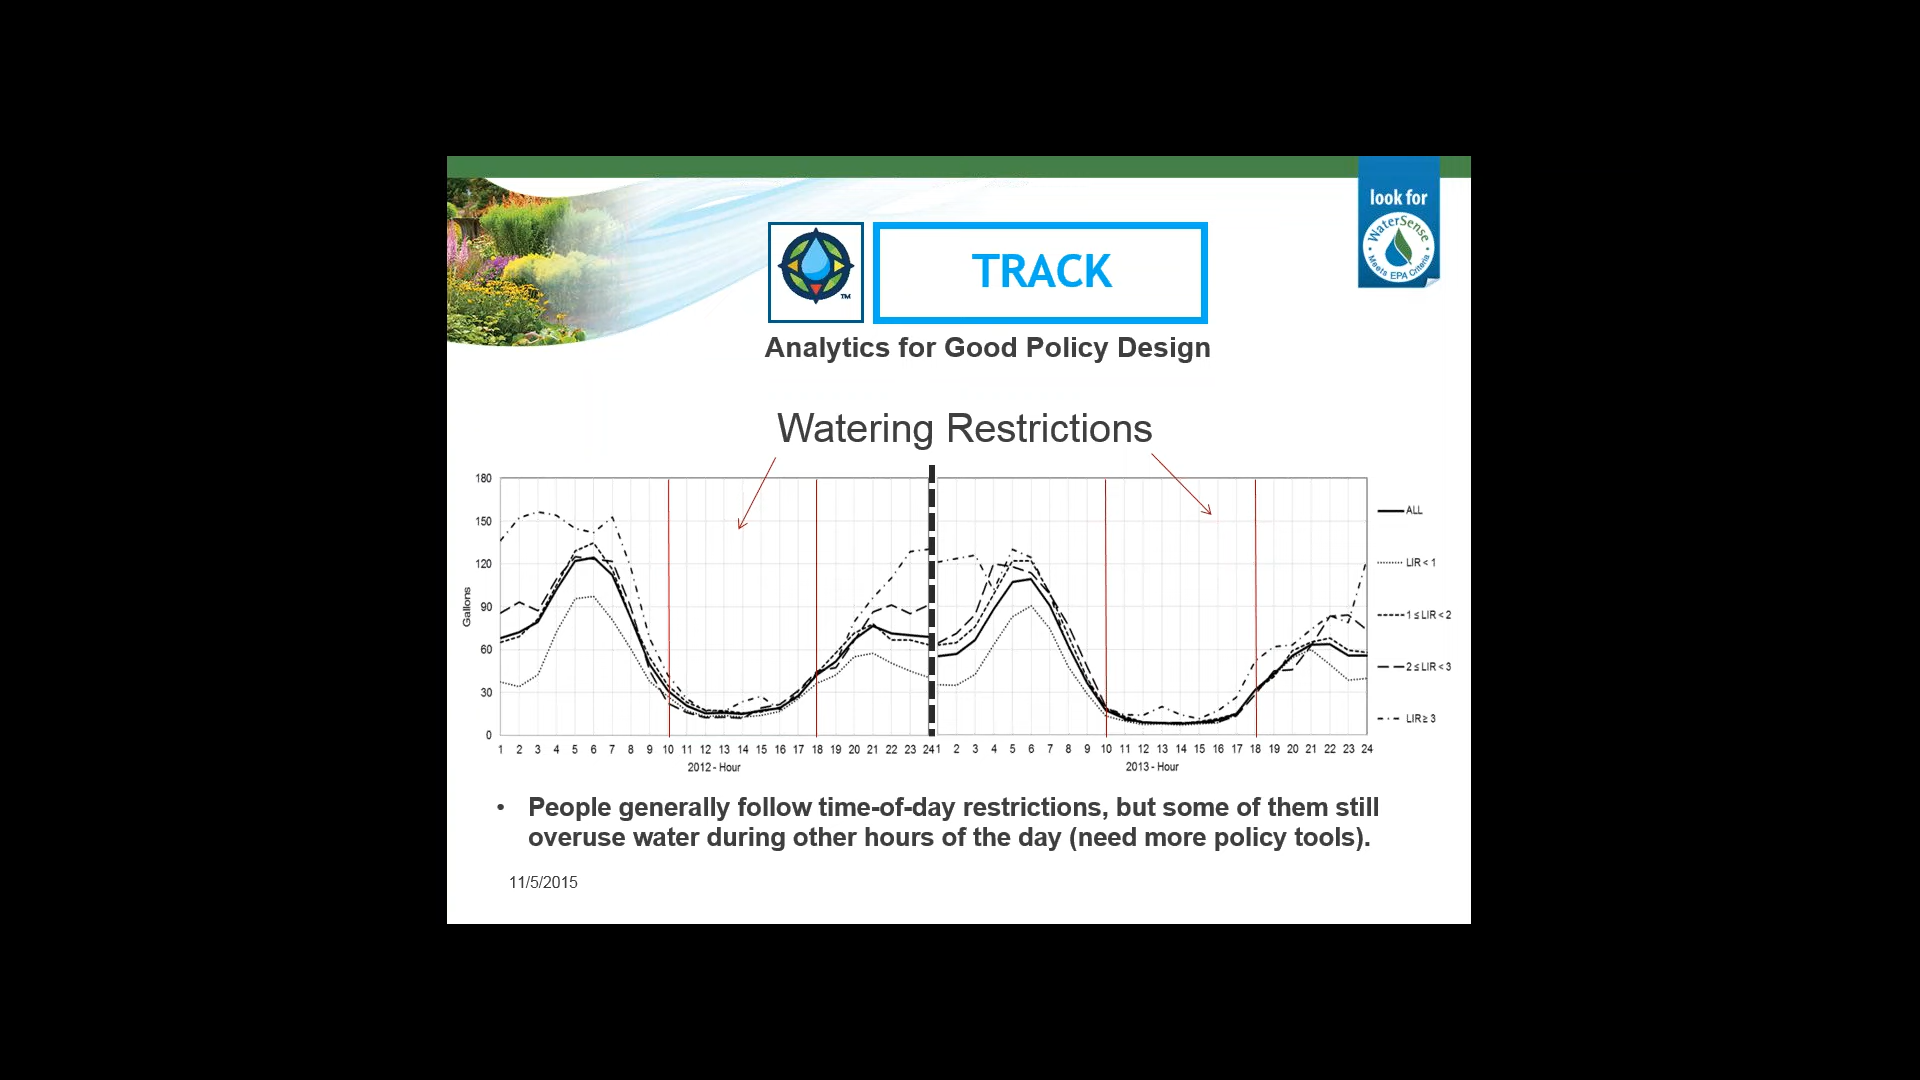 look for
WaterSense
Meets EPA Criteria
TM
TRACK
Analytics for Good Policy Design
Watering Restrictions
180
150
120
90
60
30
0
Gallons
1 2 3 4 5 6 7 8 9 10 11 12 13 14 15 16 17 18 19 20 21 22 23 24
2012 - Hour
1 2 3 4 5 6 7 8 9 10 11 12 13 14 15 16 17 18 19 20 21 22 23 24
2013 - Hour
ALL
LIR < 1
1 ≤ LIR < 2
2 ≤ LIR < 3
LIR ≥ 3
• People generally follow time-of-day restrictions, but some of them still
overuse water during other hours of the day (need more policy tools).
11/5/2015